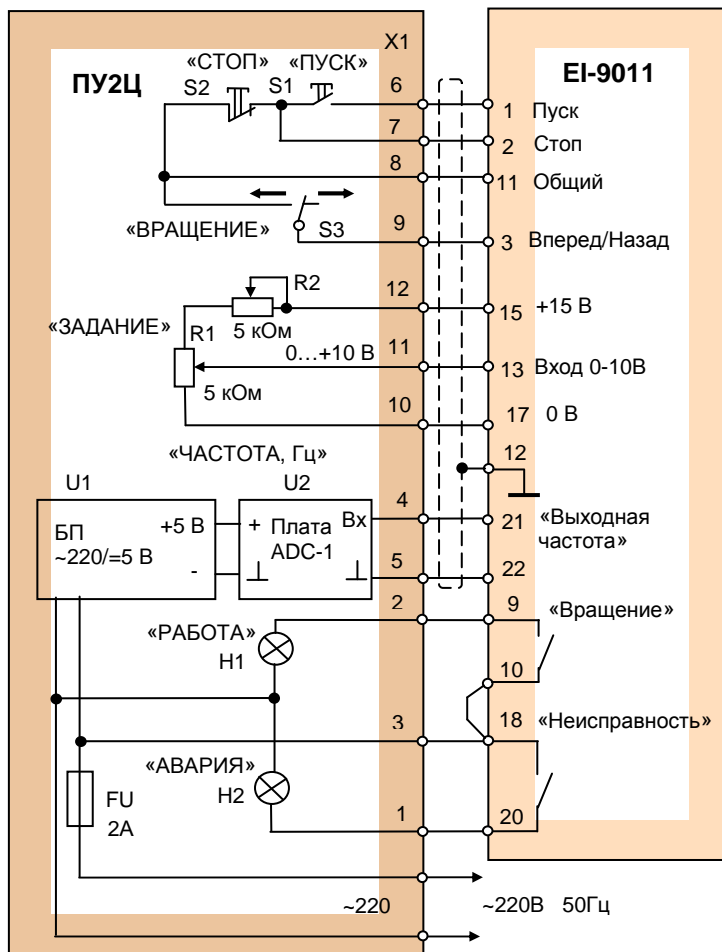 X1
ПУ2Ц
EI-9011
«СТОП» «ПУСК»
S2 S1
6
1 Пуск
7
2 Стоп
8
11 Общий
«ВРАЩЕНИЕ» S3
9
3 Вперед/Назад
R2
12
15 +15 В
5 кОм
«ЗАДАНИЕ»
R1
0…+10 В
11
13 Вход 0-10В
5 кОм
10
17 0 В
12
«ЧАСТОТА, Гц»
U1 U2
БП
~220/=5 В
+5 В
-
+ Плата
ADC-1
Вх
4
21 «Выходная
частота»
5
22
2
9 «Вращение»
«РАБОТА»
H1
10
3
18 «Неисправность»
«АВАРИЯ»
H2
FU
2А
1
20
~220 ~220В 50Гц